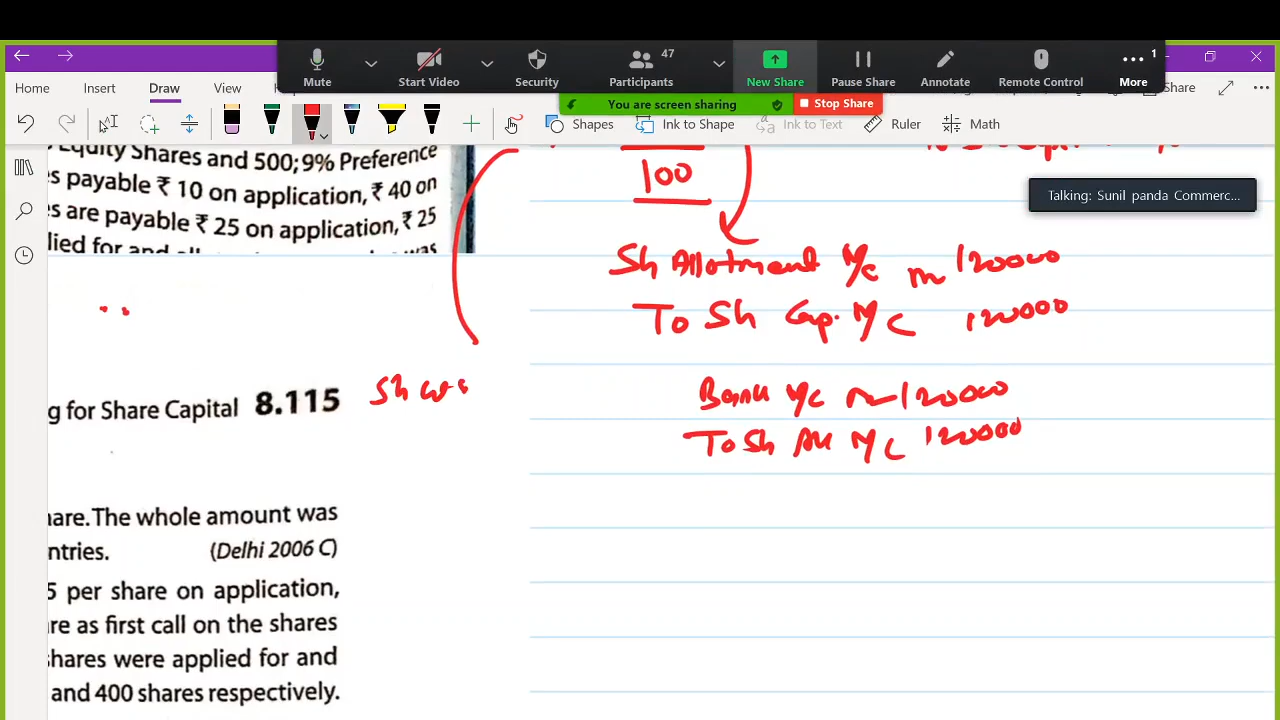 47
1
Mute
Start Video
Security
Participants
New Share
Pause Share
Annotate
Remote Control
More
You are screen sharing
Stop Share
Home
Insert
Draw
View
Share
Shapes
Ink to Shape
Ink to Text
Ruler
Math
Talking: Sunil panda Commerc...
Equity Shares and 500; 9% Preference
s payable ₹ 10 on application, ₹ 40 on
s are payable ₹ 25 on application, ₹ 25
was
100
Sh Allotment A/C 120000
To Sh Cap. A/C 120000
g for Share Capital 8.115
Sh
Bank A/C 120000
To Sh All A/C 120000
hare. The whole amount was
ntries. (Delhi 2006 C)
5 per share on application,
re as first call on the shares
shares were applied for and
and 400 shares respectively.